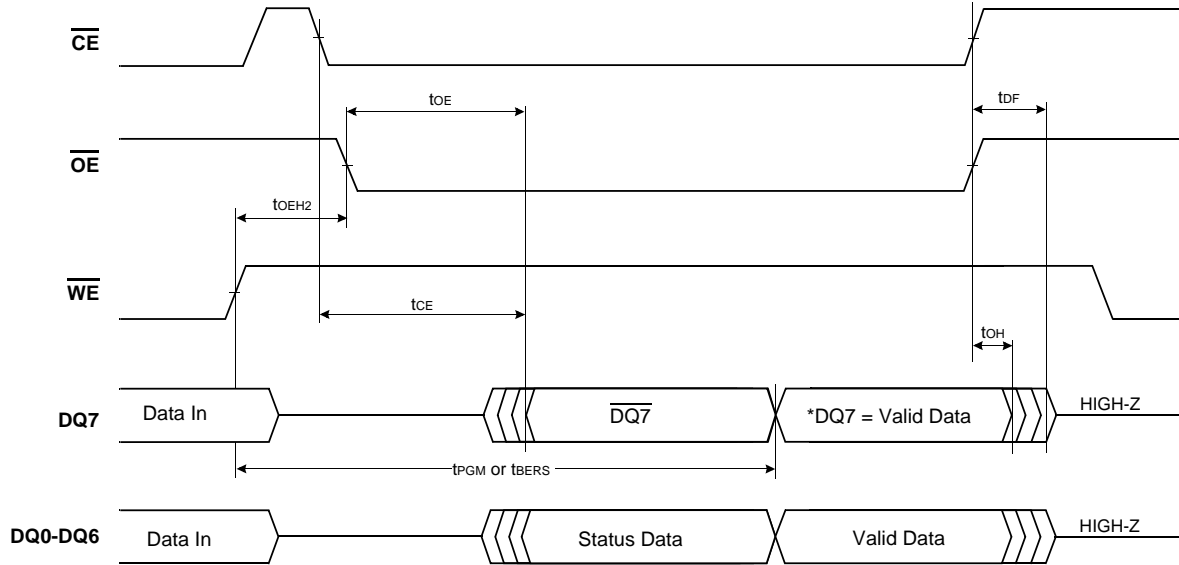 CE
tOE
tDF
OE
tOEH2
WE
tCE
tOH
DQ7
Data In
DQ7
*DQ7 = Valid Data
HIGH-Z
tPGM or tBERS
DQ0-DQ6
Data In
Status Data
Valid Data
HIGH-Z